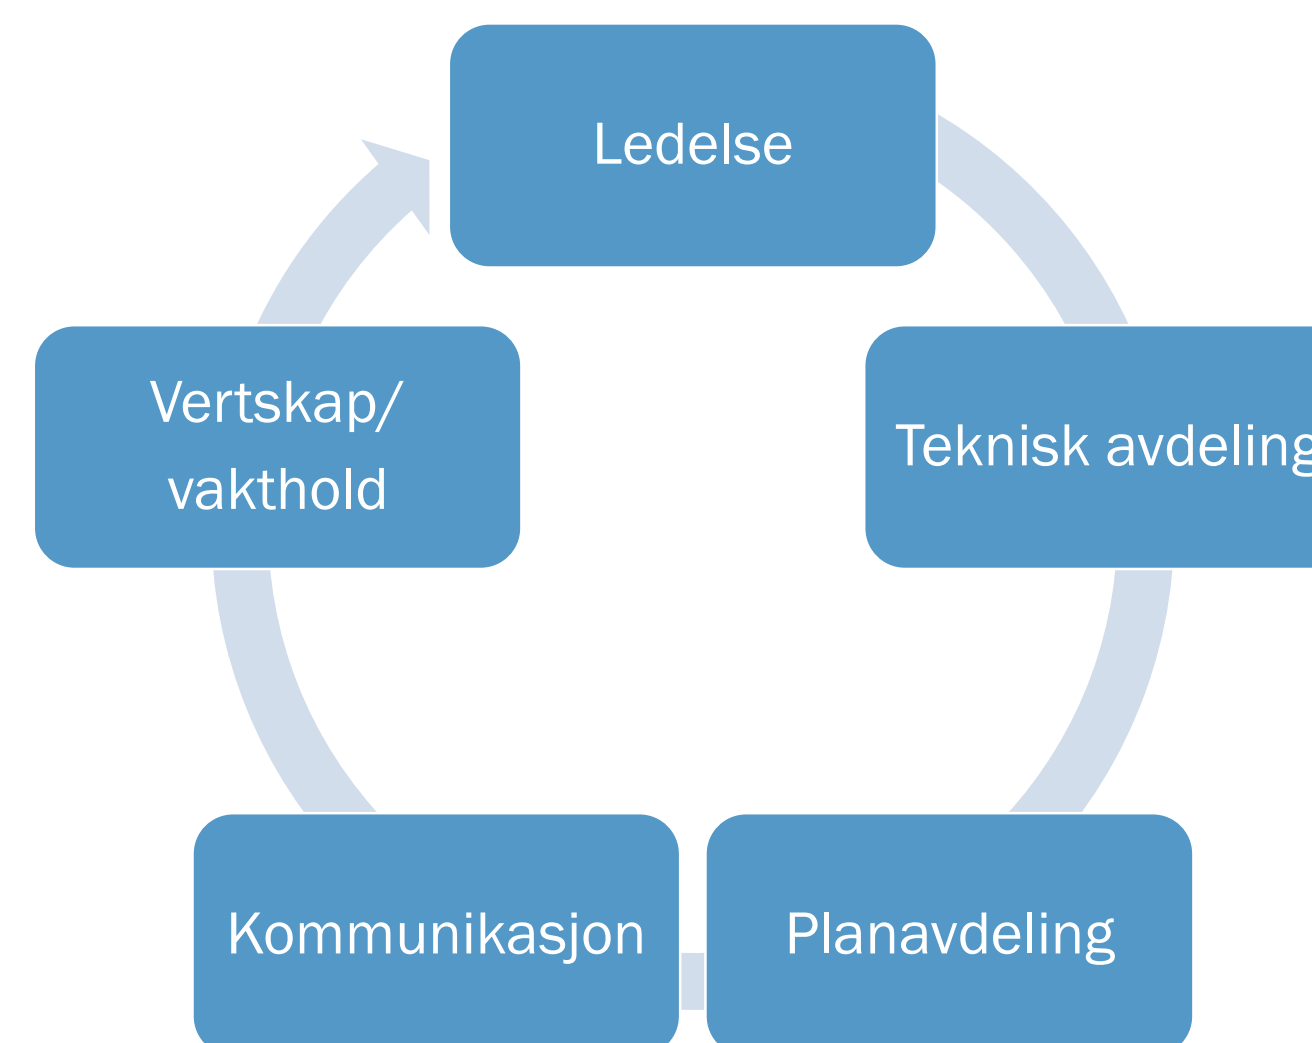 Ledelse
Teknisk avdeling
Planavdeling
Kommunikasjon
Vertskap/
vakthold